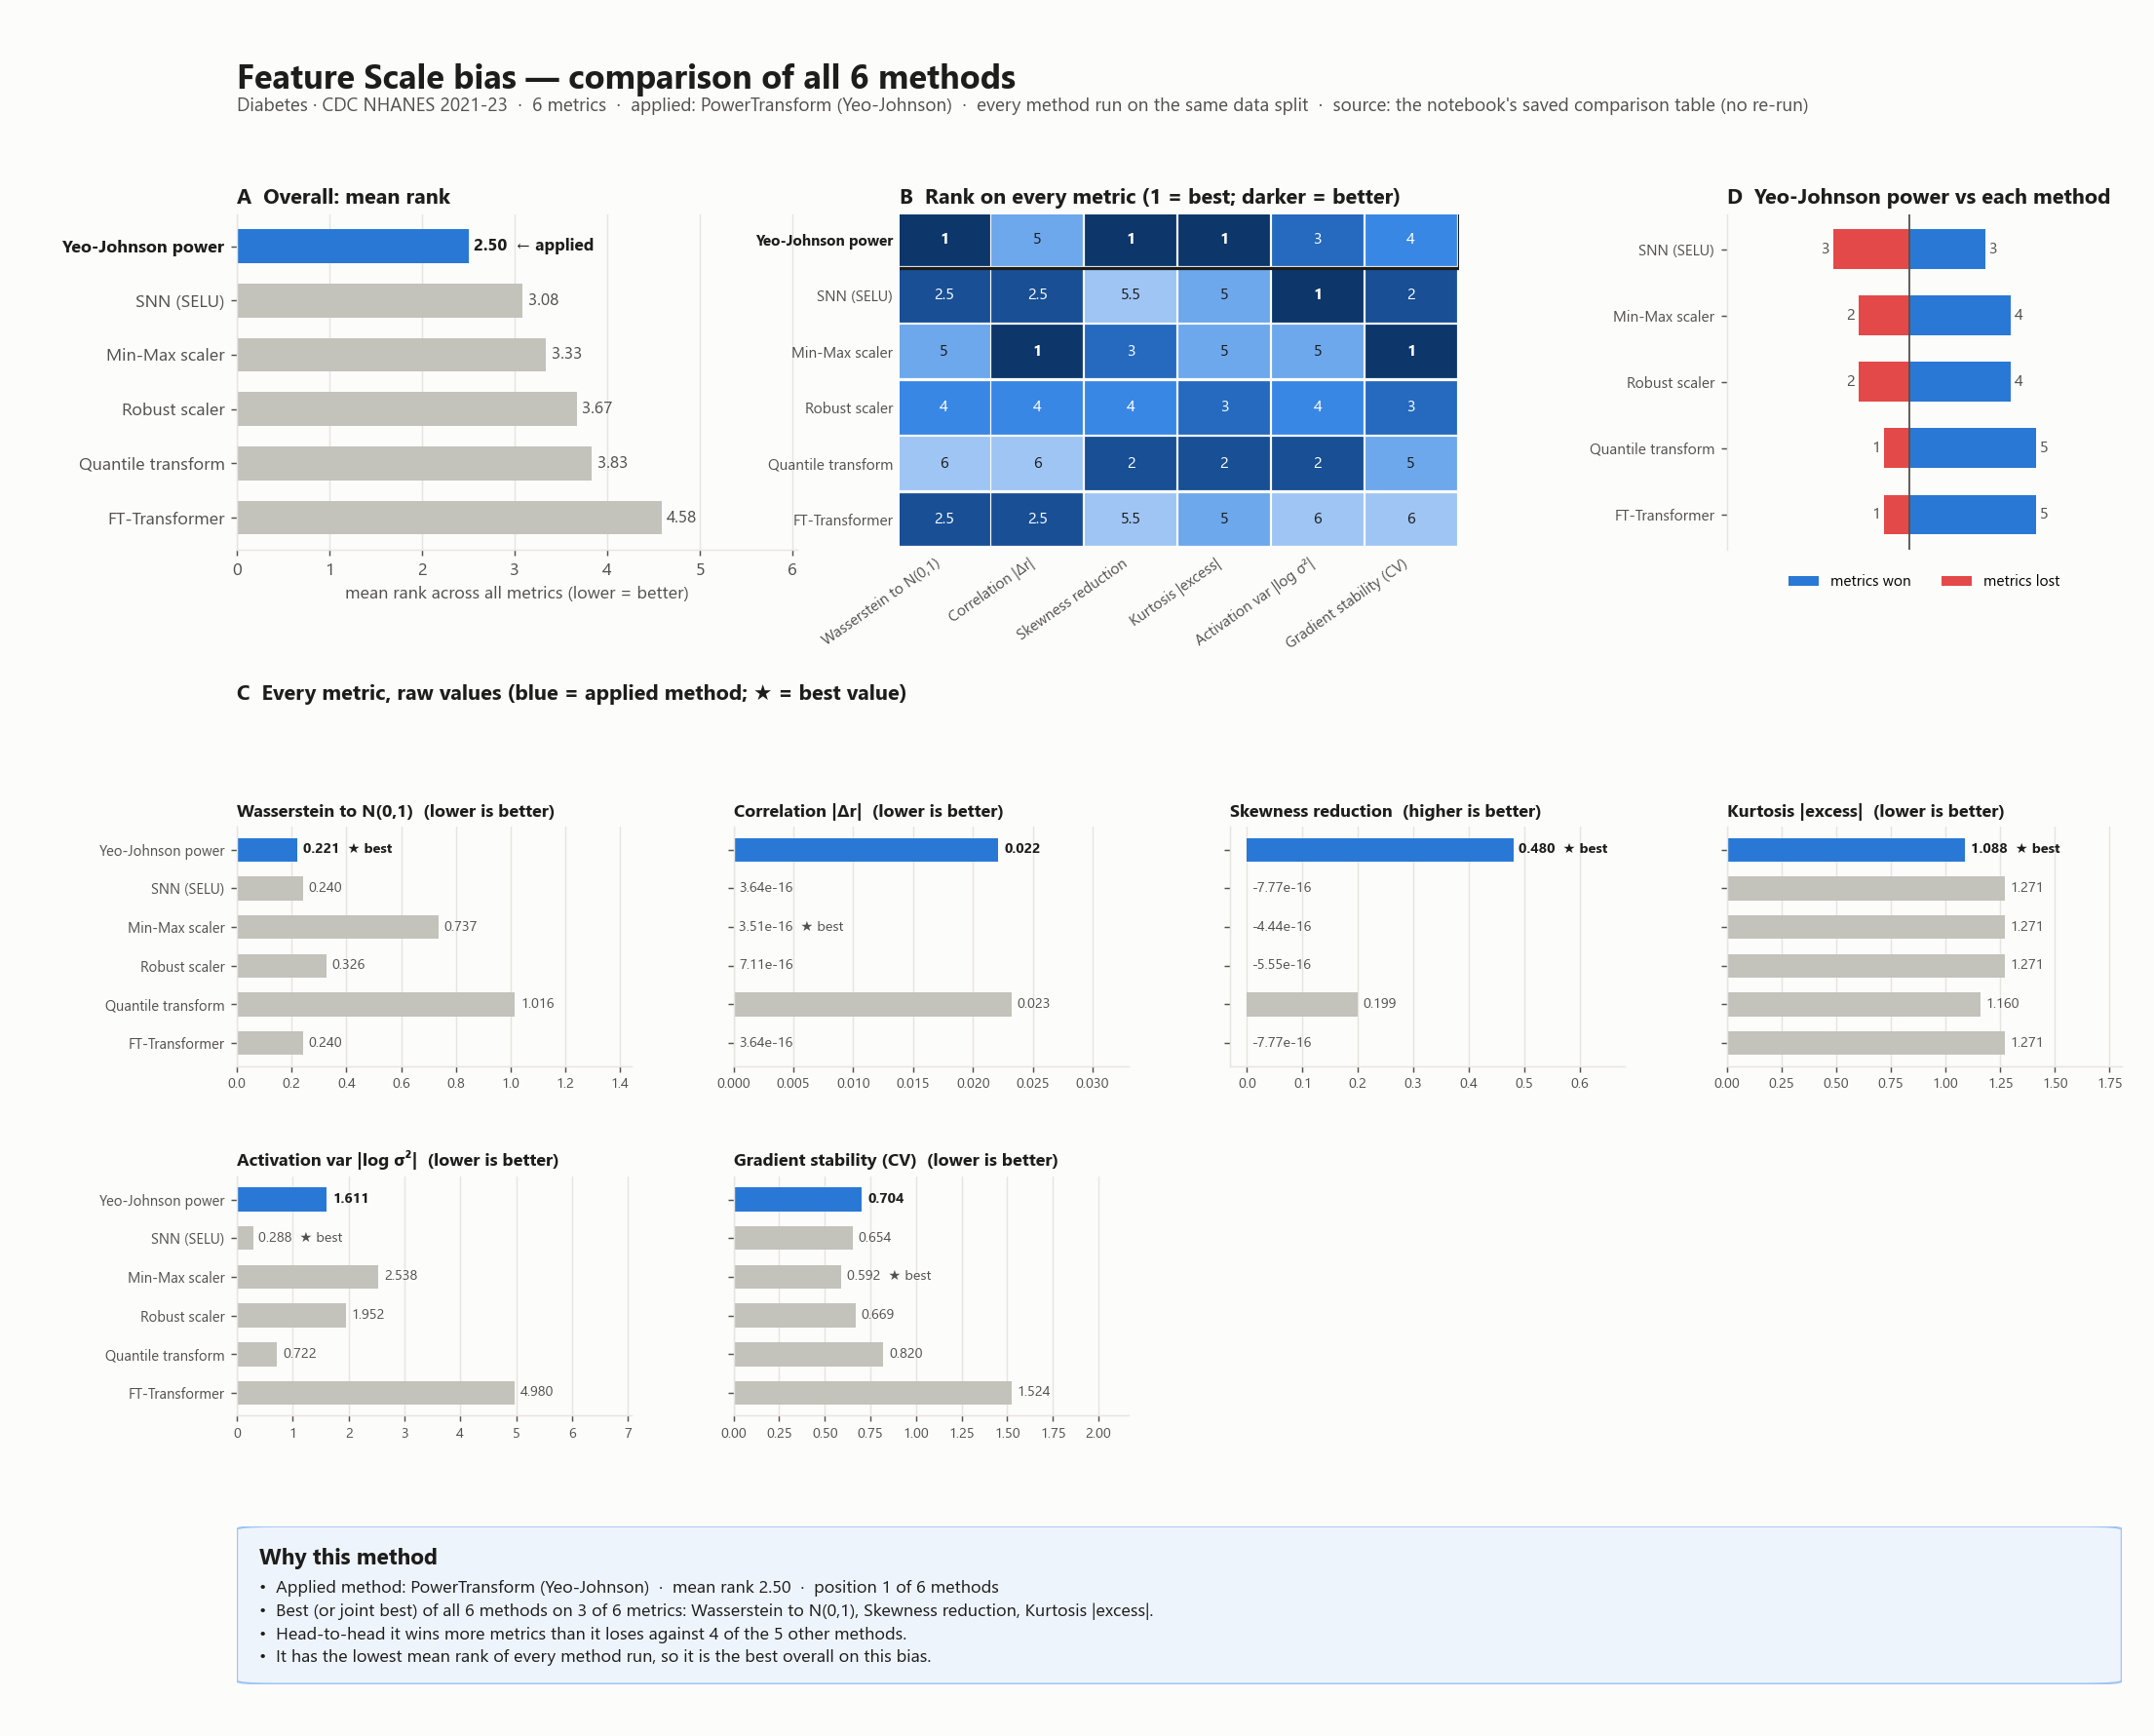 Feature Scale bias — comparison of all 6 methods
Diabetes · CDC NHANES 2021-23 · 6 metrics · applied: PowerTransform (Yeo-Johnson) · every method run on the same data split · source: the notebook's saved comparison table (no re-run)
A Overall: mean rank
Yeo-Johnson power 2.50 ← applied
SNN (SELU) 3.08
Min-Max scaler 3.33
Robust scaler 3.67
Quantile transform 3.83
FT-Transformer 4.58
0 1 2 3 4 5 6
mean rank across all metrics (lower = better)
B Rank on every metric (1 = best; darker = better)
Yeo-Johnson power 1 5 1 1 3 4
SNN (SELU) 2.5 2.5 5.5 5 1 2
Min-Max scaler 5 1 3 5 5 1
Robust scaler 4 4 4 3 4 3
Quantile transform 6 6 2 2 2 5
FT-Transformer 2.5 2.5 5.5 5 6 6
Wasserstein to N(0,1)
Correlation |Δr|
Skewness reduction
Kurtosis |excess|
Activation var |log σ²|
Gradient stability (CV)
D Yeo-Johnson power vs each method
SNN (SELU) 3 3
Min-Max scaler 2 4
Robust scaler 2 4
Quantile transform 1 5
FT-Transformer 1 5
metrics won metrics lost
C Every metric, raw values (blue = applied method; ★ = best value)
Wasserstein to N(0,1) (lower is better)
Yeo-Johnson power 0.221 ★ best
SNN (SELU) 0.240
Min-Max scaler 0.737
Robust scaler 0.326
Quantile transform 1.016
FT-Transformer 0.240
0.0 0.2 0.4 0.6 0.8 1.0 1.2 1.4
Correlation |Δr| (lower is better)
0.022
3.64e-16
3.51e-16 ★ best
7.11e-16
0.023
3.64e-16
0.000 0.005 0.010 0.015 0.020 0.025 0.030
Skewness reduction (higher is better)
0.480 ★ best
-7.77e-16
-4.44e-16
-5.55e-16
0.199
-7.77e-16
0.0 0.1 0.2 0.3 0.4 0.5 0.6
Kurtosis |excess| (lower is better)
1.088 ★ best
1.271
1.271
1.271
1.160
1.271
0.00 0.25 0.50 0.75 1.00 1.25 1.50 1.75
Activation var |log σ²| (lower is better)
Yeo-Johnson power 1.611
SNN (SELU) 0.288 ★ best
Min-Max scaler 2.538
Robust scaler 1.952
Quantile transform 0.722
FT-Transformer 4.980
0 1 2 3 4 5 6 7
Gradient stability (CV) (lower is better)
0.704
0.654
0.592 ★ best
0.669
0.820
1.524
0.00 0.25 0.50 0.75 1.00 1.25 1.50 1.75 2.00
Why this method
• Applied method: PowerTransform (Yeo-Johnson) · mean rank 2.50 · position 1 of 6 methods
• Best (or joint best) of all 6 methods on 3 of 6 metrics: Wasserstein to N(0,1), Skewness reduction, Kurtosis |excess|.
• Head-to-head it wins more metrics than it loses against 4 of the 5 other methods.
• It has the lowest mean rank of every method run, so it is the best overall on this bias.